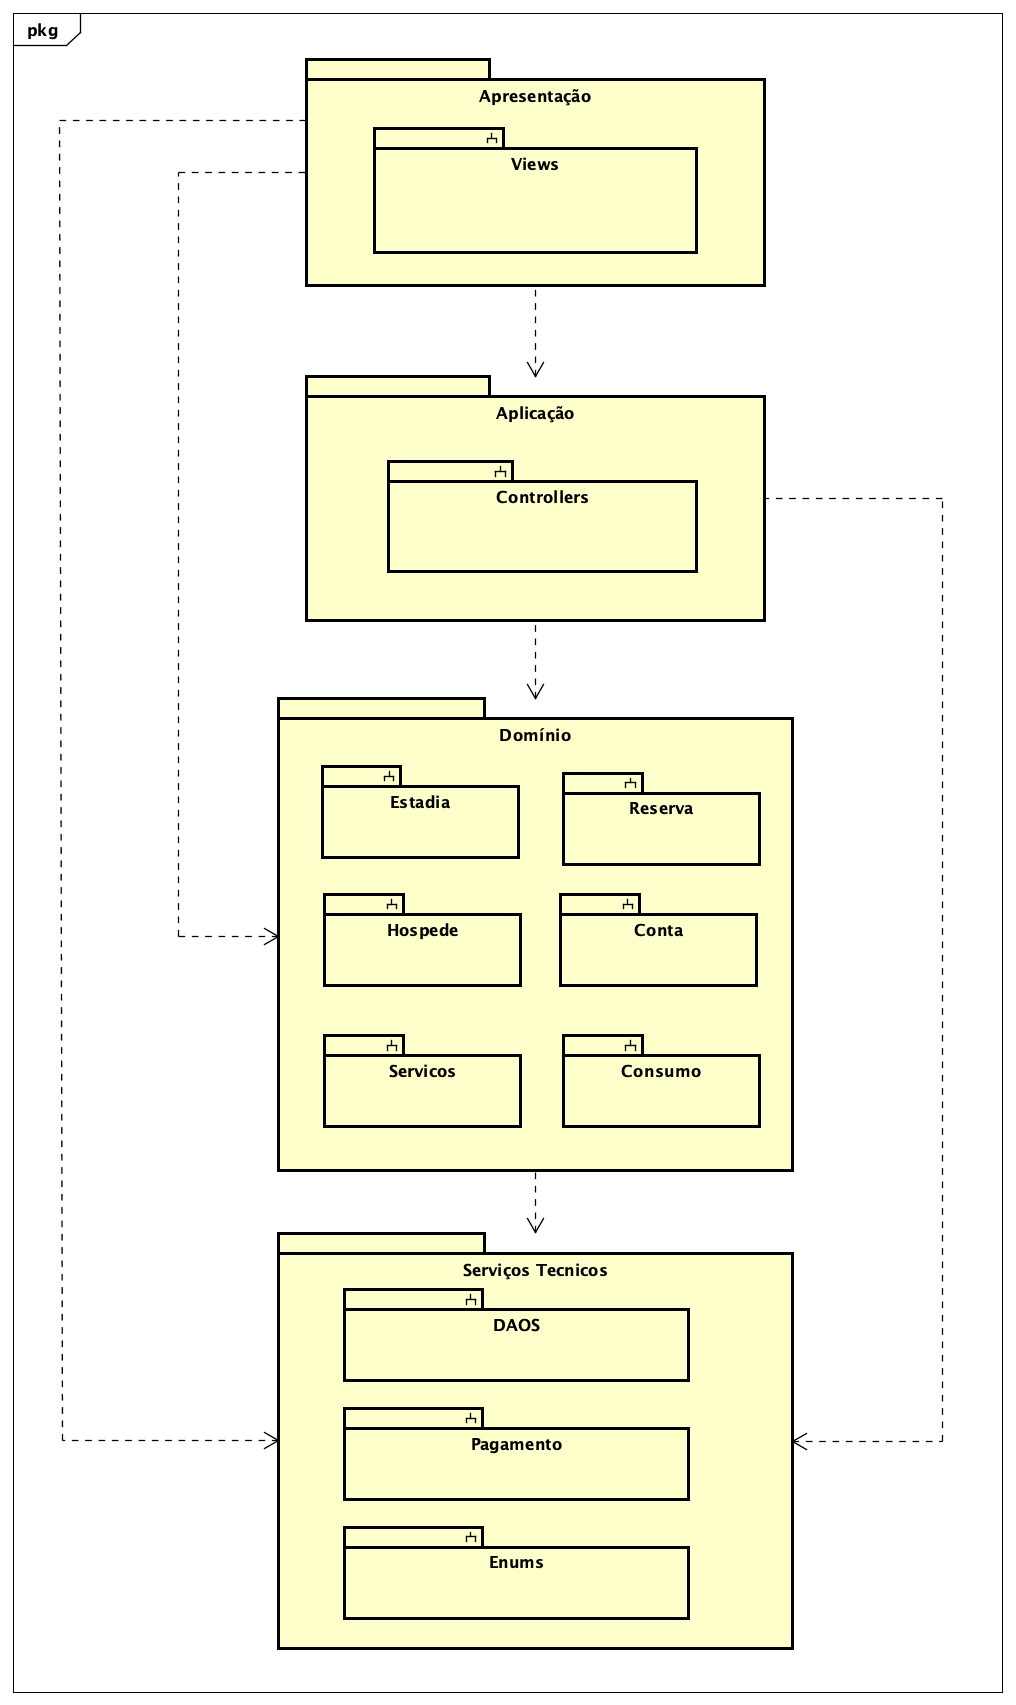 pkg
Apresentação
Views
Aplicação
Controllers
Domínio
Estadia
Reserva
Hospede
Conta
Servicos
Consumo
Serviços Tecnicos
DAOS
Pagamento
Enums